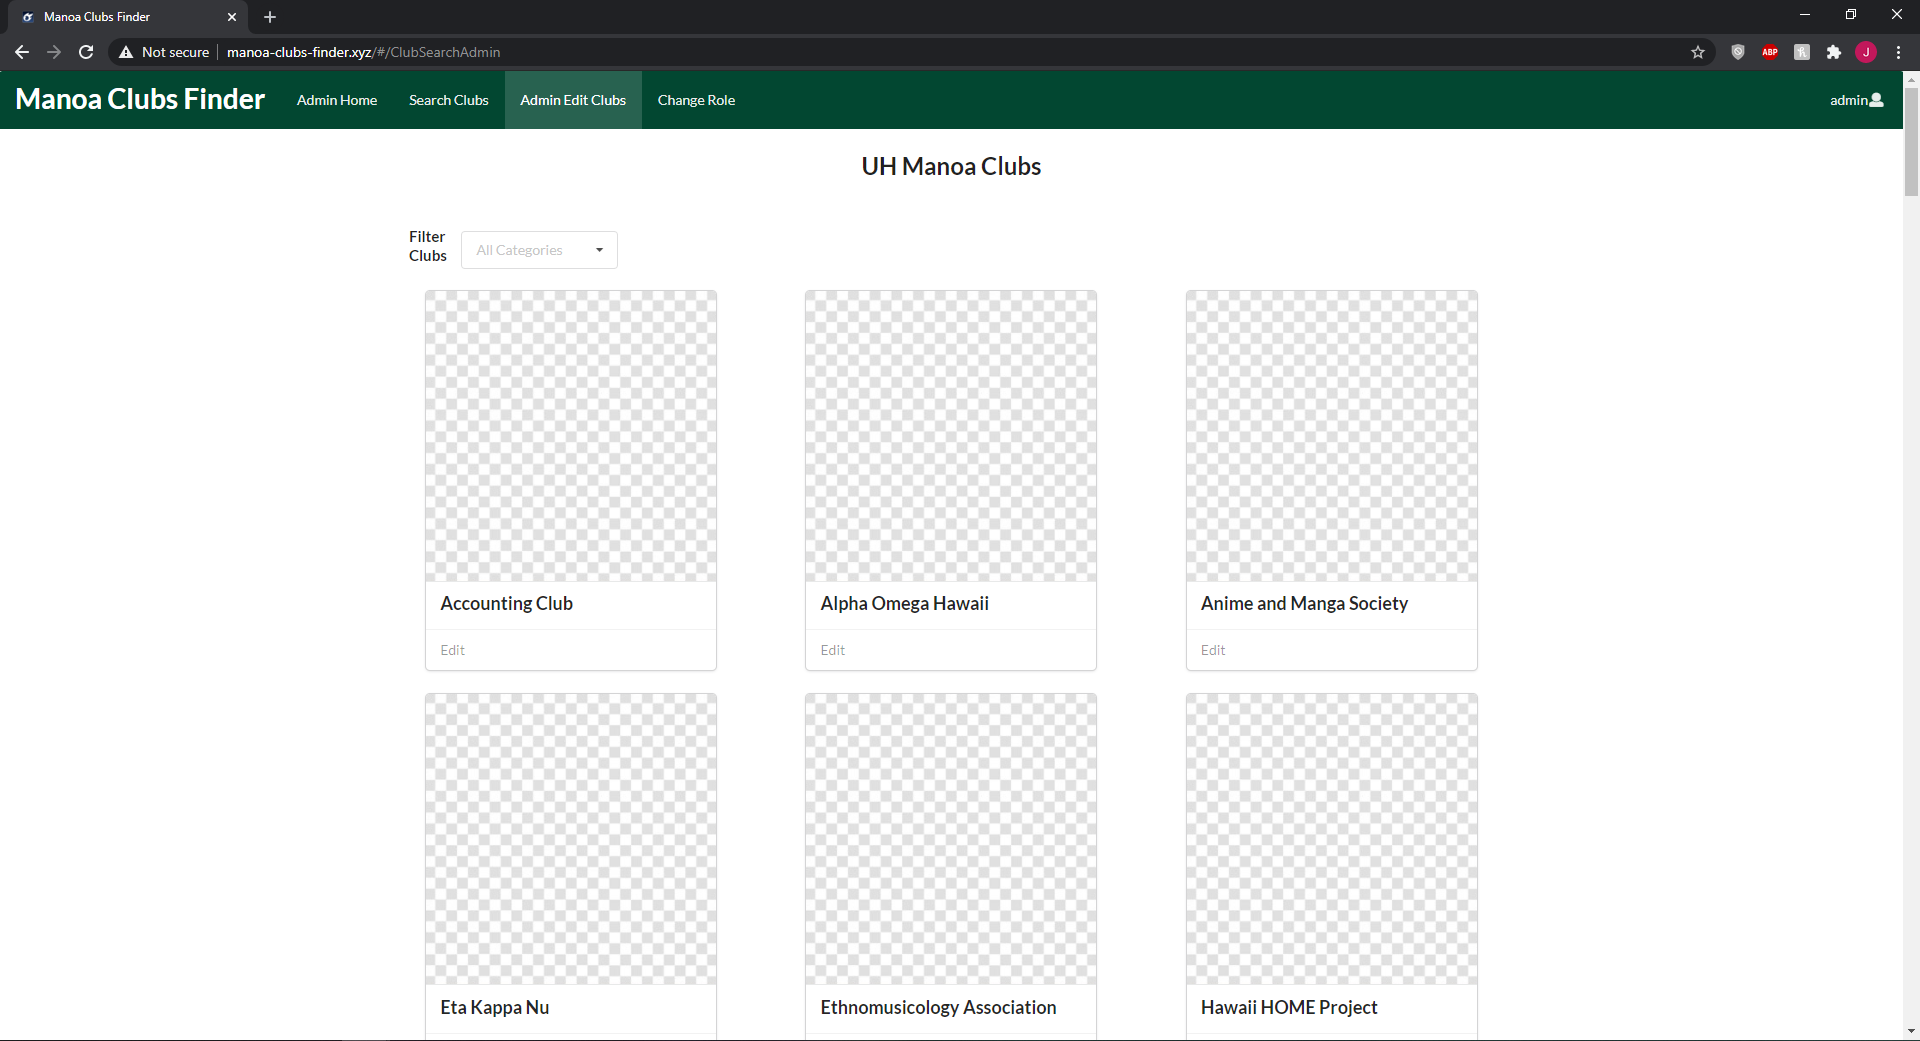 Manoa Clubs Finder
Not secure
manoa-clubs-finder.xyz/#/ClubSearchAdmin
ABP
J
Manoa Clubs Finder
Admin Home
Search Clubs
Admin Edit Clubs
Change Role
admin
UH Manoa Clubs
Filter
Clubs
All Categories
Accounting Club
Alpha Omega Hawaii
Anime and Manga Society
Edit
Edit
Edit
Eta Kappa Nu
Ethnomusicology Association
Hawaii HOME Project